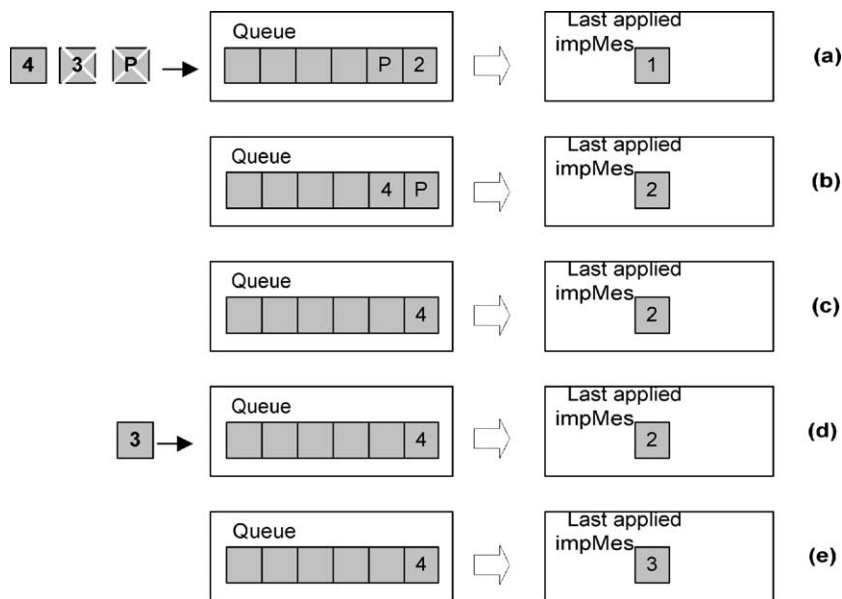 Queue
Last applied
impMes
4 3 P
P 2
1
(a)
Queue
Last applied
impMes
4 P
2
(b)
Queue
Last applied
impMes
4
2
(c)
Queue
Last applied
impMes
3
4
2
(d)
Queue
Last applied
impMes
4
3
(e)